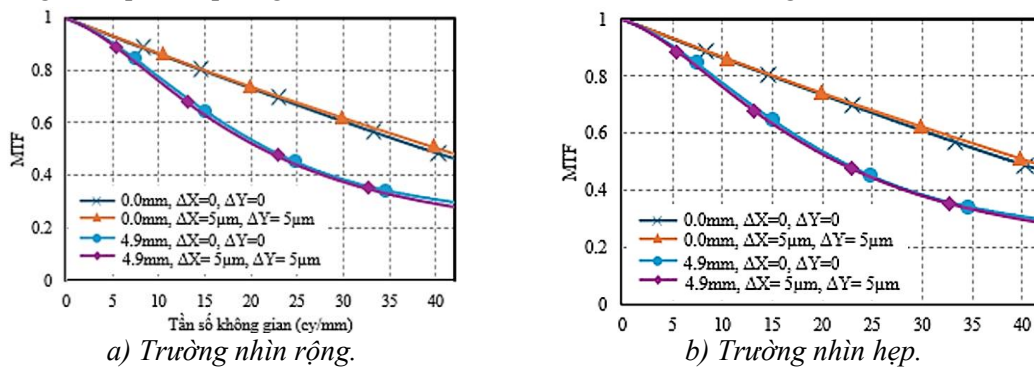 1
0.8
0.6
0.4
0.2
0
MTF
0.0mm, ΔX=0, ΔY=0
0.0mm, ΔX=5μm, ΔY= 5μm
4.9mm, ΔX=0, ΔY=0
4.9mm, ΔX= 5μm, ΔY= 5μm
0 5 10 15 20 25 30 35 40
Tần số không gian (cy/mm)
a) Trường nhìn rộng.
1
0.8
0.6
0.4
0.2
0
MTF
0.0mm, ΔX=0, ΔY=0
0.0mm, ΔX=5μm, ΔY= 5μm
4.9mm, ΔX=0, ΔY=0
4.9mm, ΔX= 5μm, ΔY= 5μm
0 5 10 15 20 25 30 35 40
b) Trường nhìn hẹp.